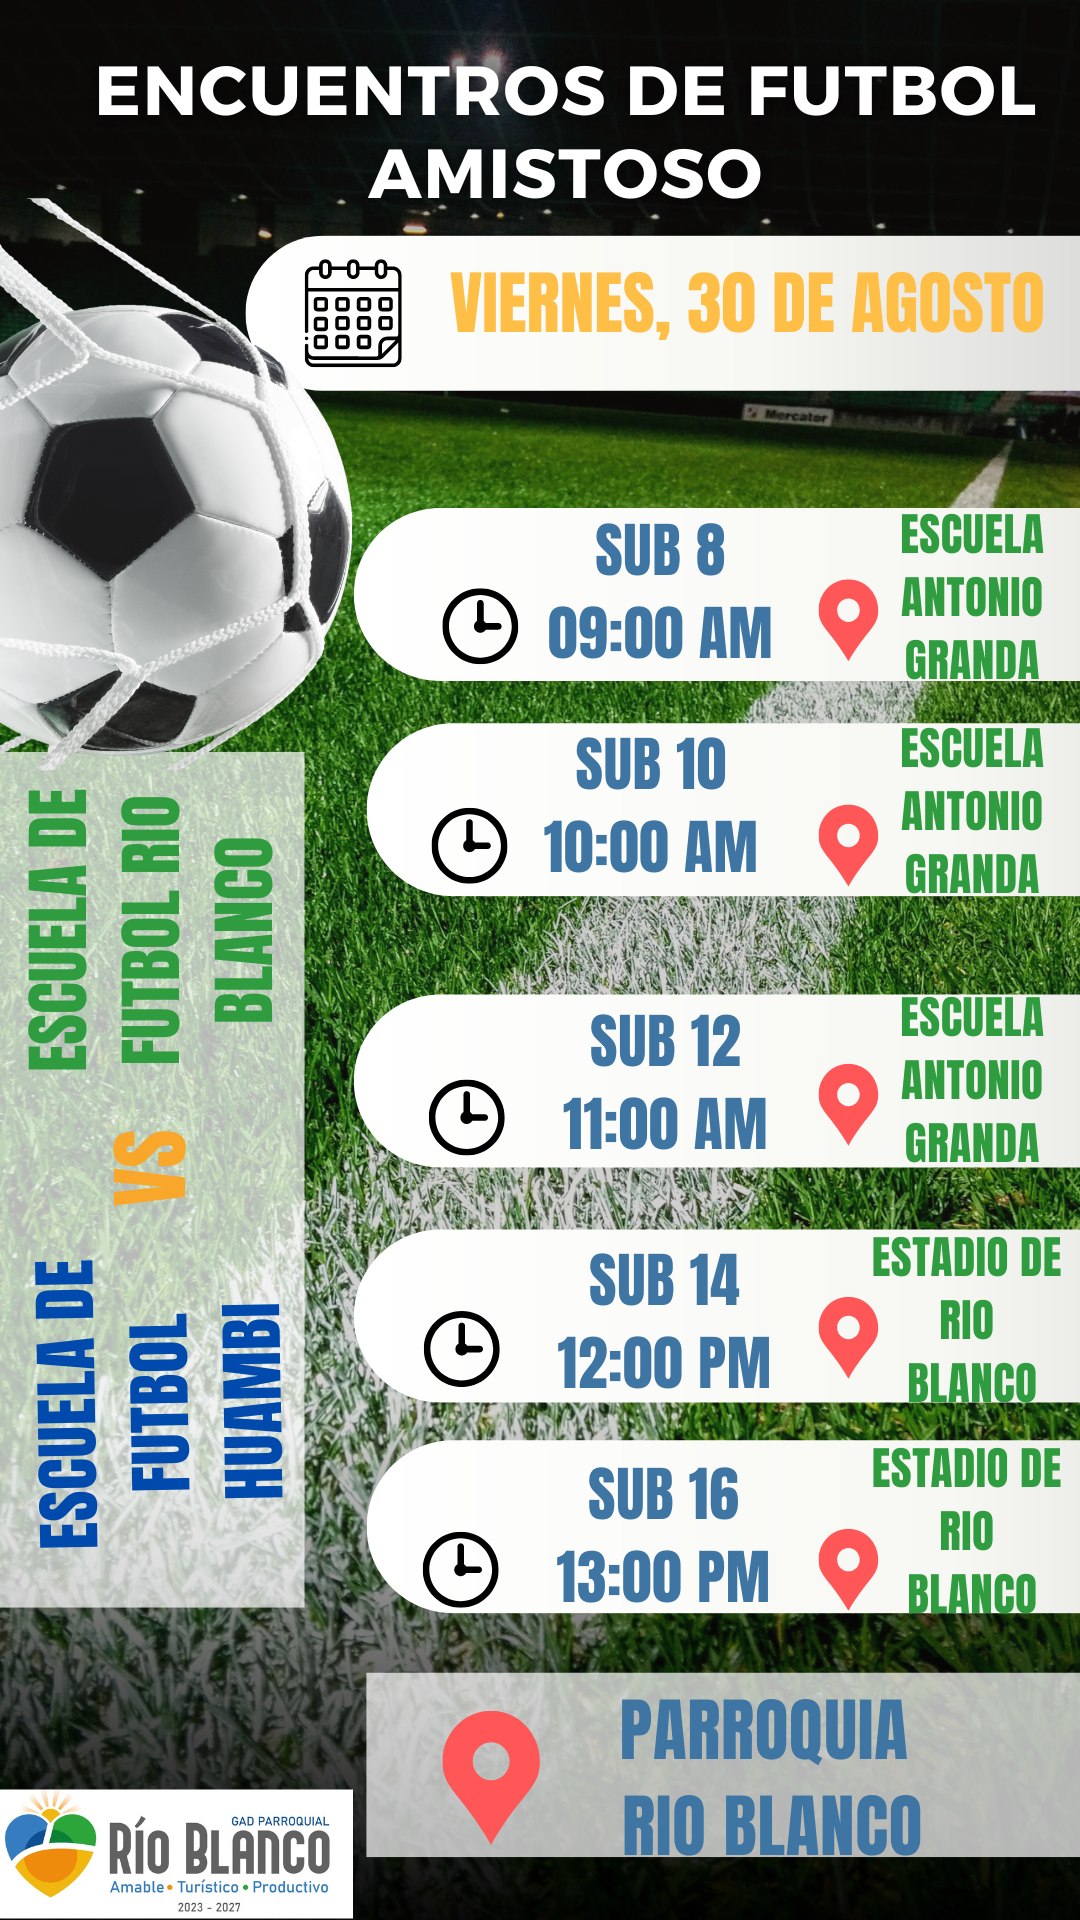 ENCUENTROS DE FUTBOL
AMISTOSO
VIERNES, 30 DE AGOSTO
Mercator
SUB 8
09:00 AM
ESCUELA
ANTONIO
GRANDA
SUB 10
10:00 AM
ESCUELA
ANTONIO
GRANDA
SUB 12
11:00 AM
ESCUELA
ANTONIO
GRANDA
SUB 14
12:00 PM
ESTADIO DE
RIO
BLANCO
SUB 16
13:00 PM
ESTADIO DE
RIO
BLANCO
ESCUELA DE
FUTBOL RIO
BLANCO
VS
ESCUELA DE
FUTBOL
HUAMBI
PARROQUIA
RIO BLANCO
GAD PARROQUIAL
RÍO BLANCO
Amable • Turístico • Productivo
2023 - 2027